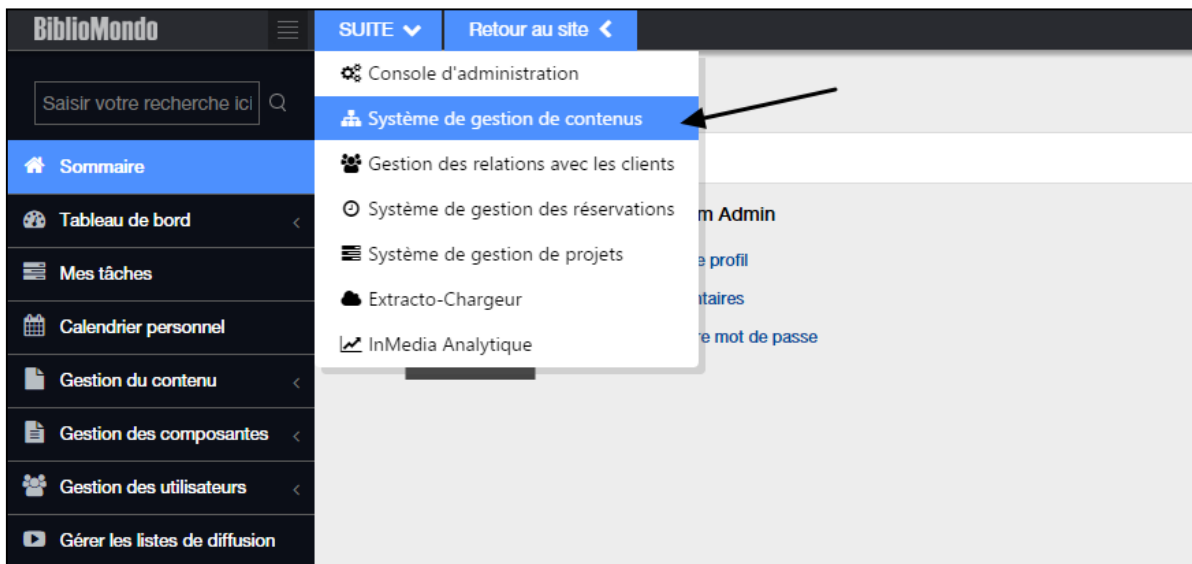 BiblioMondo
SUITE
Retour au site
Saisir votre recherche ici
Sommaire
Tableau de bord
Mes tâches
Calendrier personnel
Gestion du contenu
Gestion des composantes
Gestion des utilisateurs
Gérer les listes de diffusion
Console d'administration
Système de gestion de contenus
Gestion des relations avec les clients
Système de gestion des réservations
Système de gestion de projets
Extracto-Chargeur
InMedia Analytique
Admin
profil
mot de passe